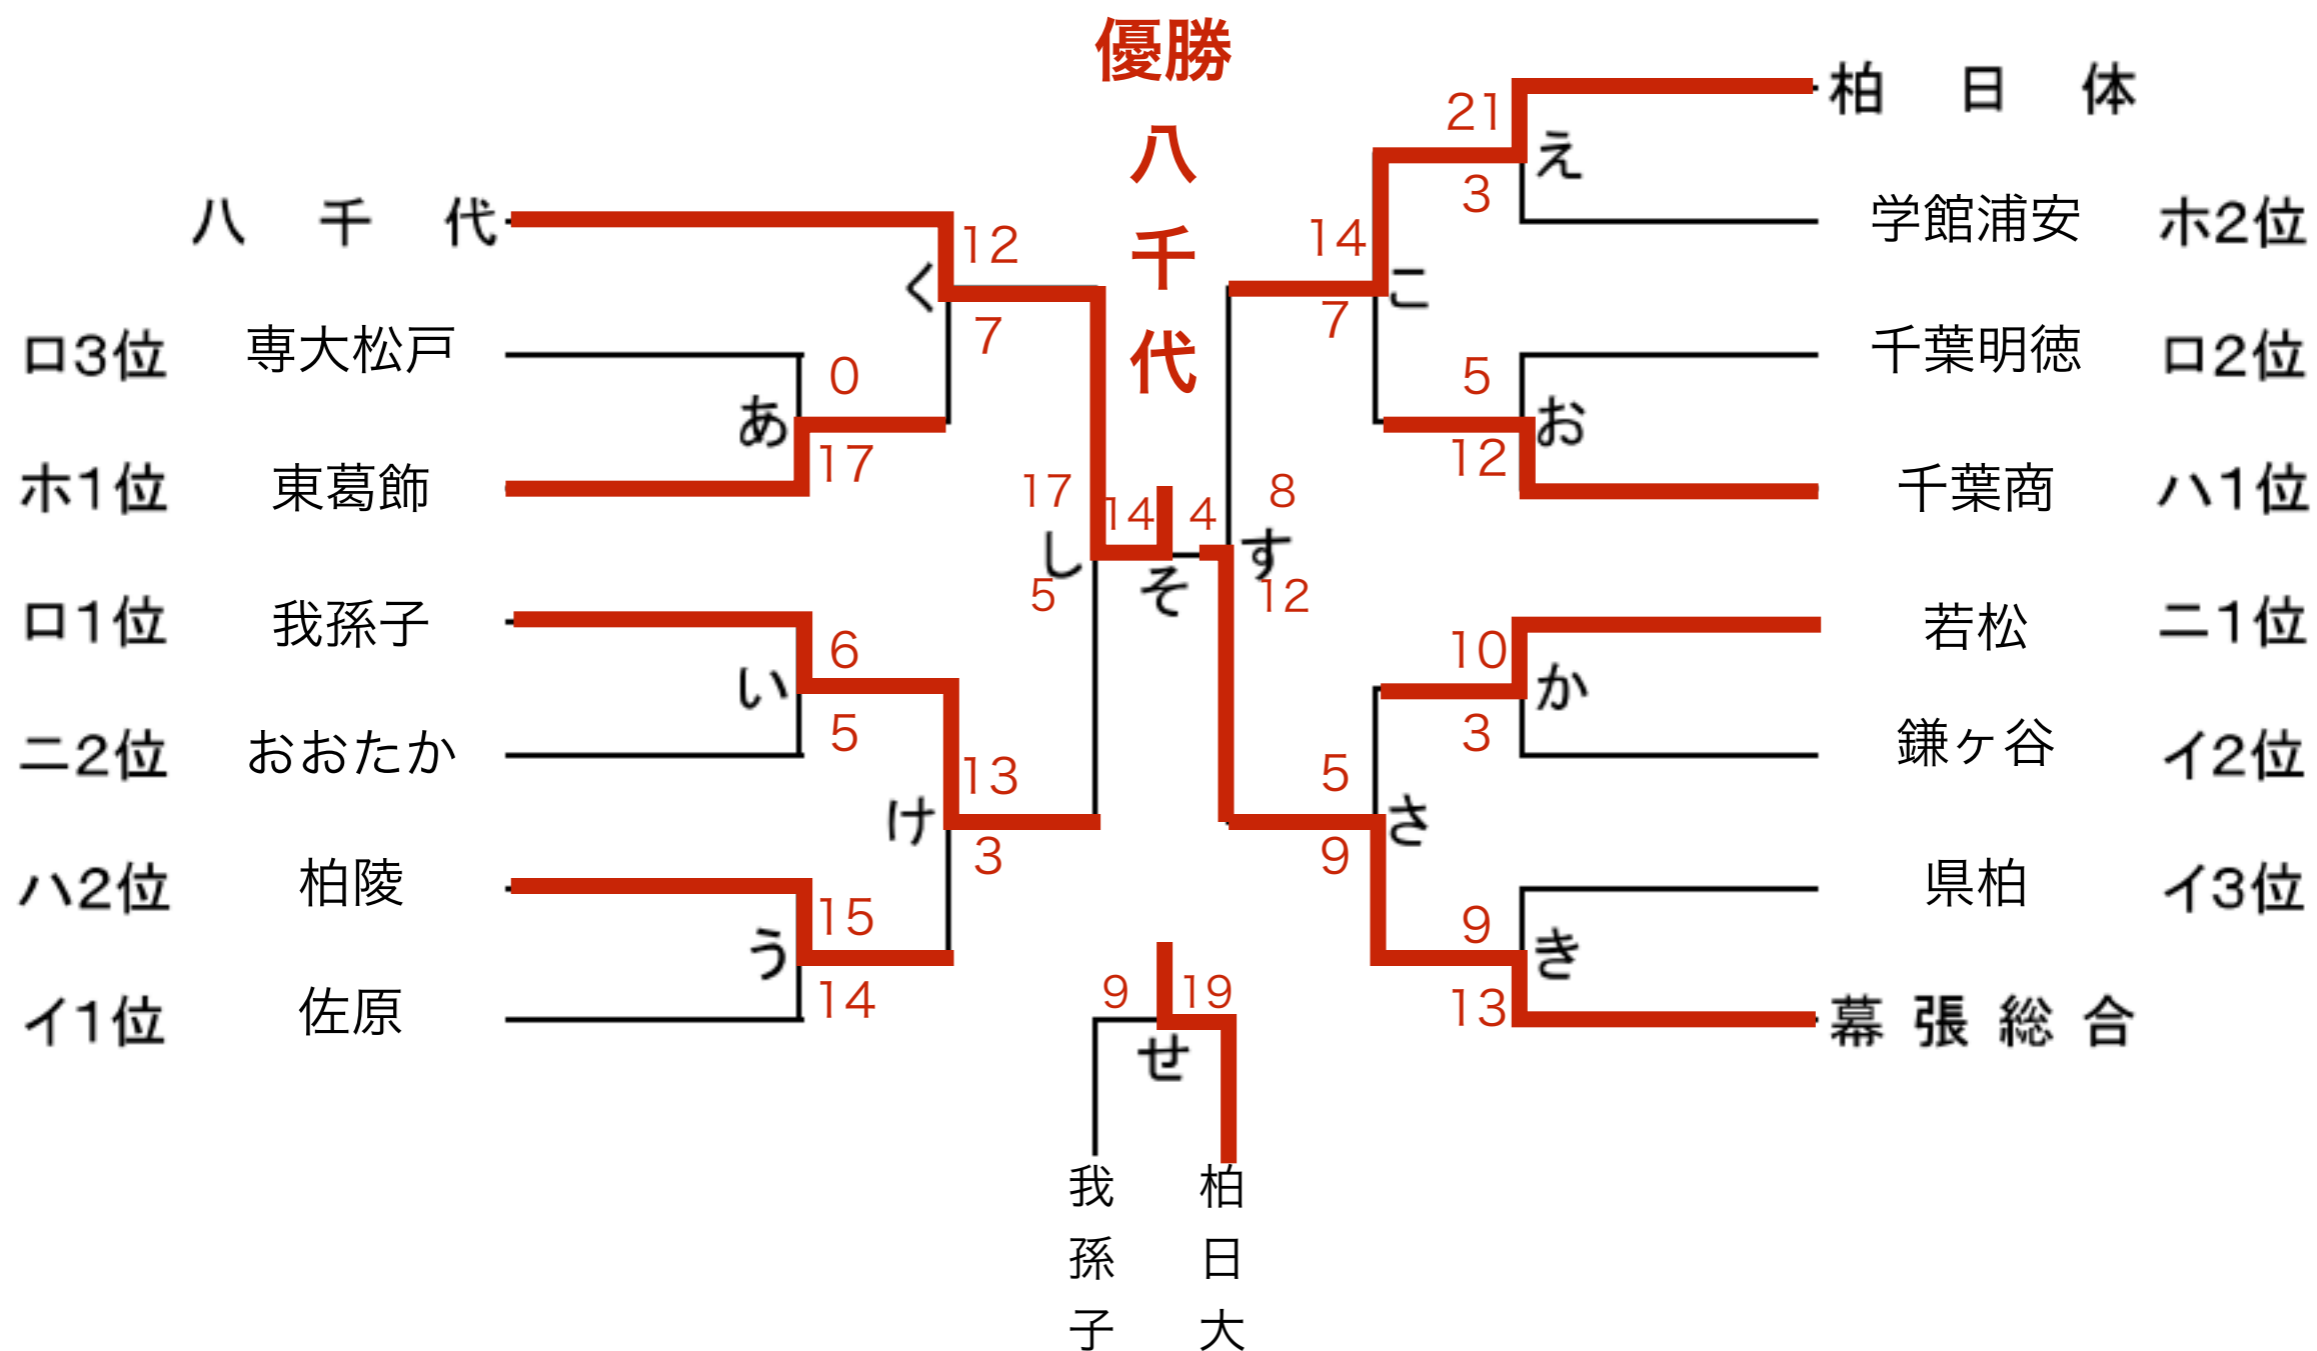 優勝
八千代
八千代
ロ3位 専大松戸
ホ1位 東葛飾
ロ1位 我孫子
ニ2位 おおたか
ハ2位 柏陵
イ1位 佐原
柏日体
学館浦安 ホ2位
千葉明徳 ロ2位
千葉商 ハ1位
若松 ニ1位
鎌ヶ谷 イ2位
県柏 イ3位
幕張総合
く
12
7
あ
0
17
い
6
5
け
13
3
う
15
14
し
17
5
そ
14
4
す
8
12
え
21
3
こ
14
7
お
5
12
か
10
3
さ
5
9
き
9
13
せ
9
19
我孫子
柏日大